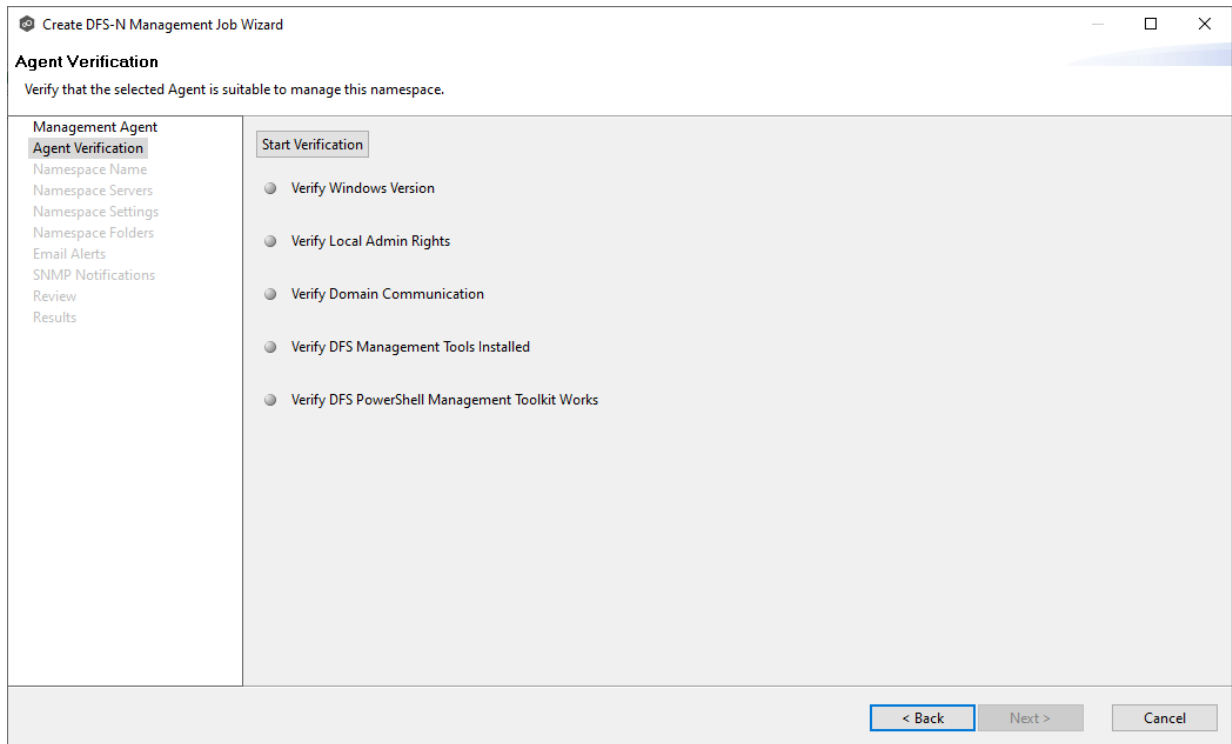 Create DFS-N Management Job Wizard
Agent Verification
Verify that the selected Agent is suitable to manage this namespace.
Management Agent
Agent Verification
Namespace Name
Namespace Servers
Namespace Settings
Namespace Folders
Email Alerts
SNMP Notifications
Review
Results
Start Verification
Verify Windows Version
Verify Local Admin Rights
Verify Domain Communication
Verify DFS Management Tools Installed
Verify DFS PowerShell Management Toolkit Works
< Back
Next >
Cancel